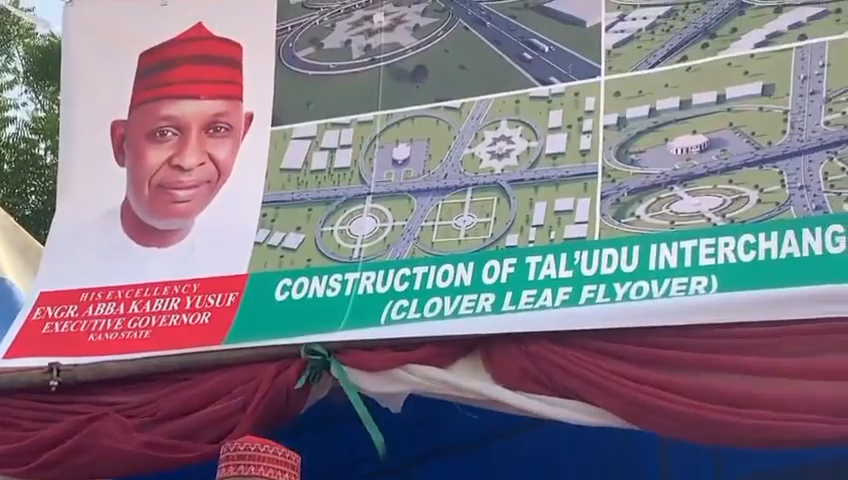 HIS EXCELLENCY
ENGR. ABBA KABIR YUSUF
EXECUTIVE GOVERNOR
KANO STATE
CONSTRUCTION OF TAL'UDU INTERCHANG
(CLOVER LEAF FLYOVER)